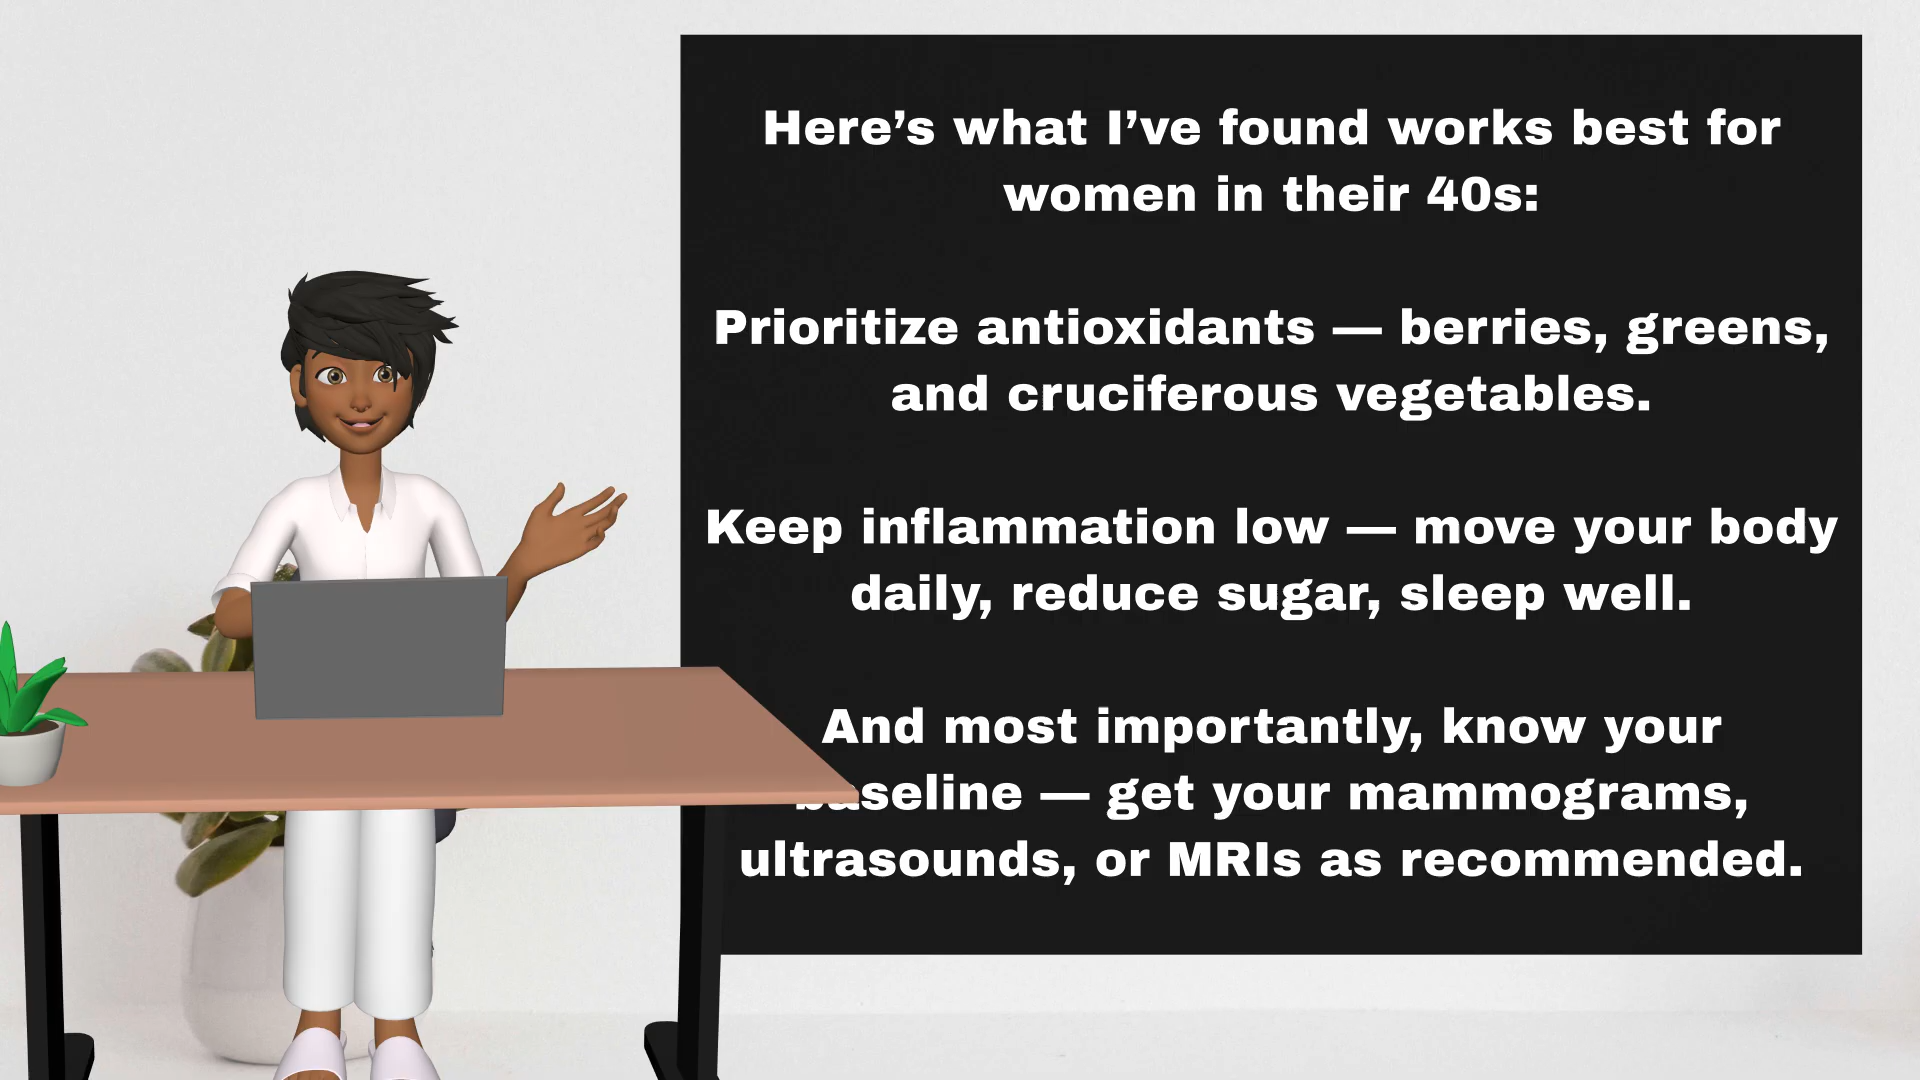 Here’s what I’ve found works best for
women in their 40s:
Prioritize antioxidants — berries, greens,
and cruciferous vegetables.
Keep inflammation low — move your body
daily, reduce sugar, sleep well.
And most importantly, know your
baseline — get your mammograms,
ultrasounds, or MRIs as recommended.